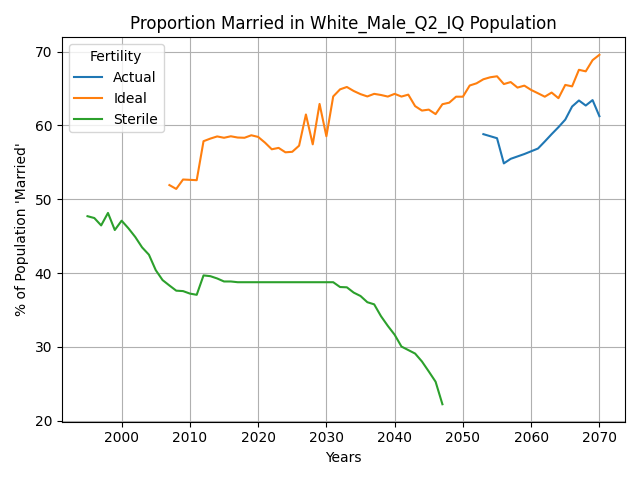 Proportion Married in White_Male_Q2_IQ Population
Fertility
Actual
Ideal
Sterile
% of Population 'Married'
70
60
50
40
30
20
2000 2010 2020 2030 2040 2050 2060 2070
Years